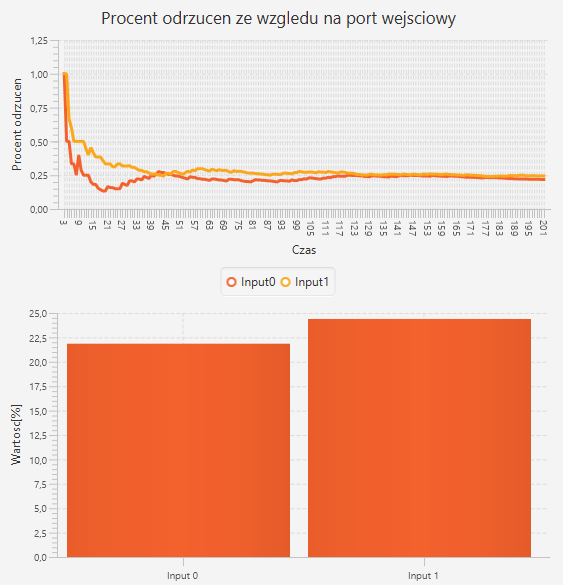 Procent odrzucen ze wzgledu na port wejsciowy
1,25
1,00
0,75
0,50
0,25
0,00
Procent odrzucen
3 9 15 21 27 33 39 45 51 57 63 69 75 81 87 93 99 105 111 117 123 129 135 141 147 153 159 165 171 177 183 189 195 201
Czas
Input0 Input1
25,0
22,5
20,0
17,5
15,0
12,5
10,0
7,5
5,0
2,5
0,0
Wartosc[%]
Input 0 Input 1